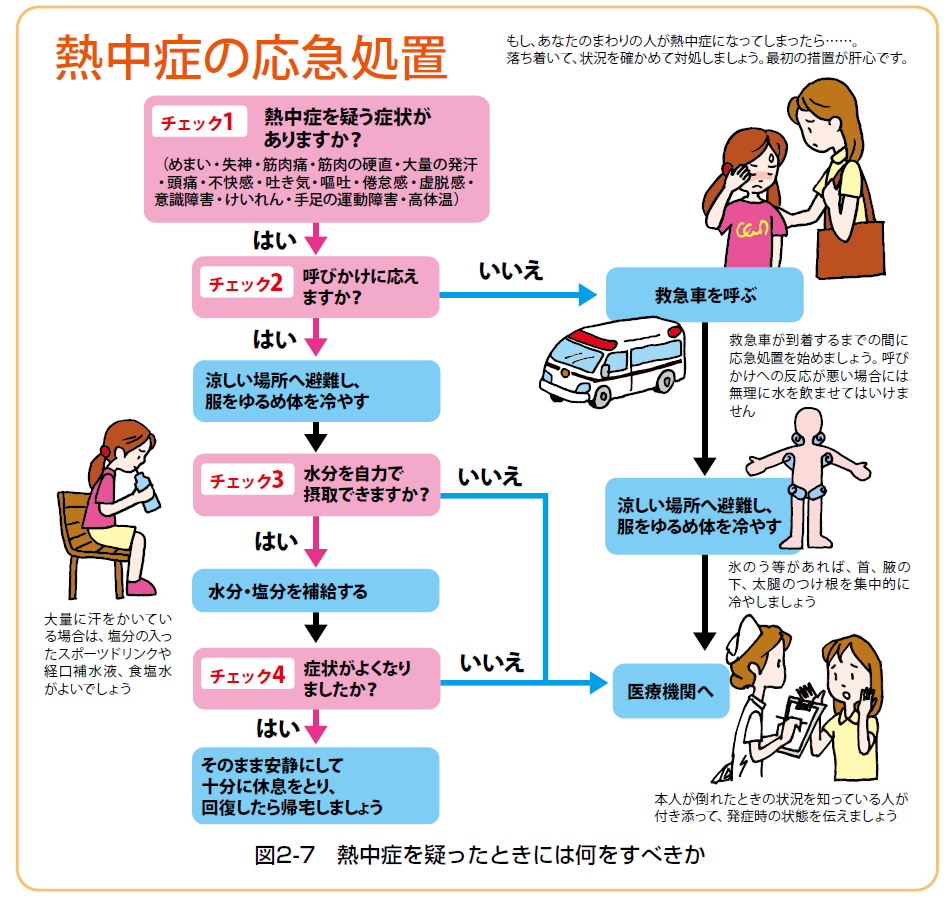 熱中症の応急処置
もし、あなたのまわりの人が熱中症になってしまったら……。
落ち着いて、状況を確かめて対処しましょう。最初の措置が肝心です。
チェック1
熱中症を疑う症状が
ありますか？
（めまい・失神・筋肉痛・筋肉の硬直・大量の発汗
・頭痛・不快感・吐き気・嘔吐・倦怠感・虚脱感・
意識障害・けいれん・手足の運動障害・高体温）
はい
チェック2
呼びかけに応え
ますか？
いいえ
救急車を呼ぶ
はい
救急車が到着するまでの間に
応急処置を始めましょう。呼び
かけへの反応が悪い場合には
無理に水を飲ませてはいけま
せん
涼しい場所へ避難し、
服をゆるめ体を冷やす
チェック3
水分を自力で
摂取できますか？
いいえ
涼しい場所へ避難し、
服をゆるめ体を冷やす
はい
氷のう等があれば、首、腋の
下、太腿のつけ根を集中的に
冷やしましょう
水分・塩分を補給する
大量に汗をかいてい
る場合は、塩分の入っ
たスポーツドリンクや
経口補水液、食塩水
がよいでしょう
チェック4
症状がよくなり
ましたか？
いいえ
医療機関へ
はい
そのまま安静にして
十分に休息をとり、
回復したら帰宅しましょう
本人が倒れたときの状況を知っている人が
付き添って、発症時の状態を伝えましょう
図2-7 熱中症を疑ったときには何をすべきか